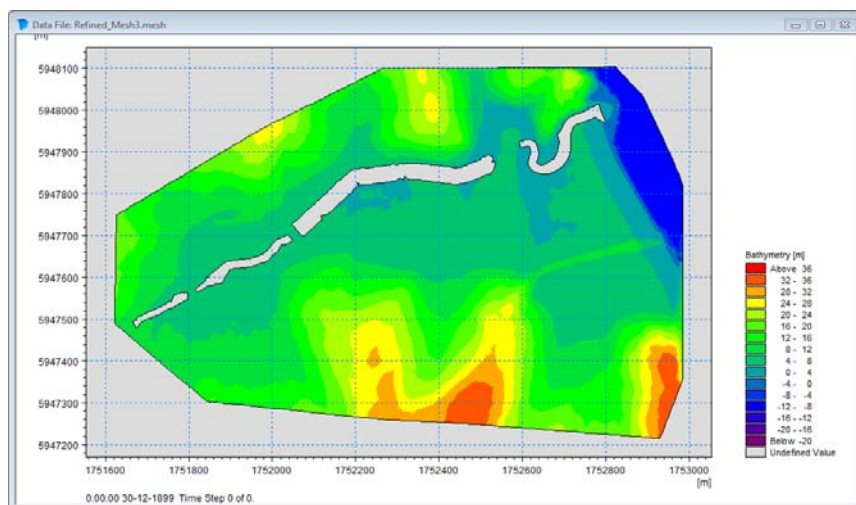 Data File: Refined_Mesh3.mesh
[m]
5948100
5948000
5947900
5947800
5947700
5947600
5947500
5947400
5947300
5947200
1751600 1751800 1752000 1752200 1752400 1752600 1752800 1753000
[m]
0:00:00 30-12-1899 Time Step 0 of 0.
Bathymetry [m]
Above 36
32 - 36
28 - 32
24 - 28
20 - 24
16 - 20
12 - 16
8 - 12
4 - 8
0 - 4
-4 - 0
-8 - -4
-12 - -8
-16 - -12
-20 - -16
Below -20
Undefined Value